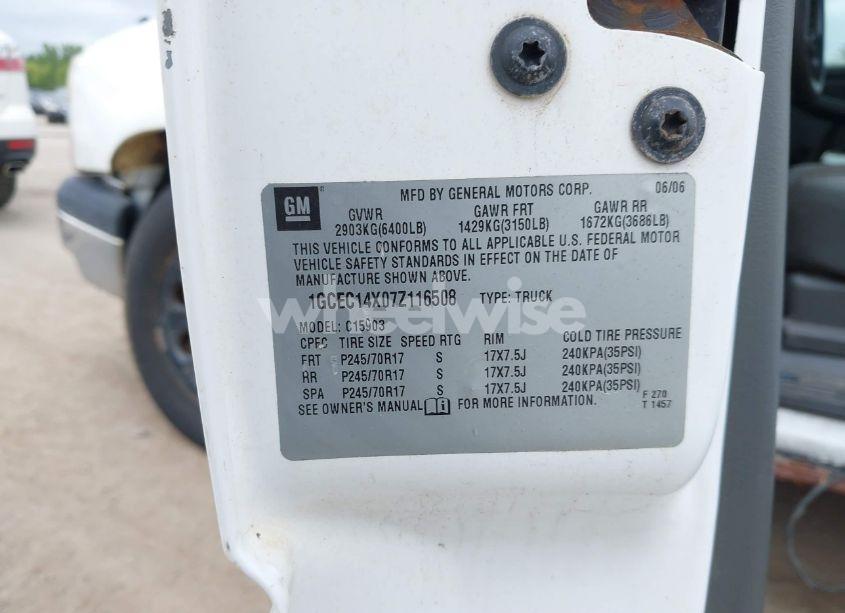 GM
MFD BY GENERAL MOTORS CORP. 06/06
GVWR GAWR FRT GAWR RR
2903KG(6400LB) 1429KG(3150LB) 1672KG(3686LB)
THIS VEHICLE CONFORMS TO ALL APPLICABLE U.S. FEDERAL MOTOR
VEHICLE SAFETY STANDARDS IN EFFECT ON THE DATE OF
MANUFACTURE SHOWN ABOVE.
1GCEC14X07Z116508 TYPE: TRUCK
wheelwise
MODEL: C15903
CPEC TIRE SIZE SPEED RTG RIM COLD TIRE PRESSURE
FRT P245/70R17 S 17X7.5J 240KPA(35PSI)
RR P245/70R17 S 17X7.5J 240KPA(35PSI)
SPA P245/70R17 S 17X7.5J 240KPA(35PSI)
SEE OWNER'S MANUAL FOR MORE INFORMATION.
F 270
T 1457